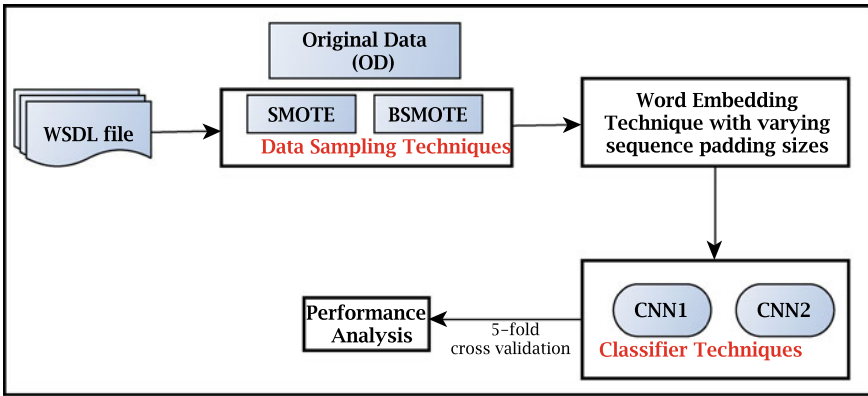 Original Data
(OD)
WSDL file
SMOTE
BSMOTE
Data Sampling Techniques
Word Embedding
Technique with varying
sequence padding sizes
CNN1
CNN2
Classifier Techniques
5-fold
cross validation
Performance
Analysis